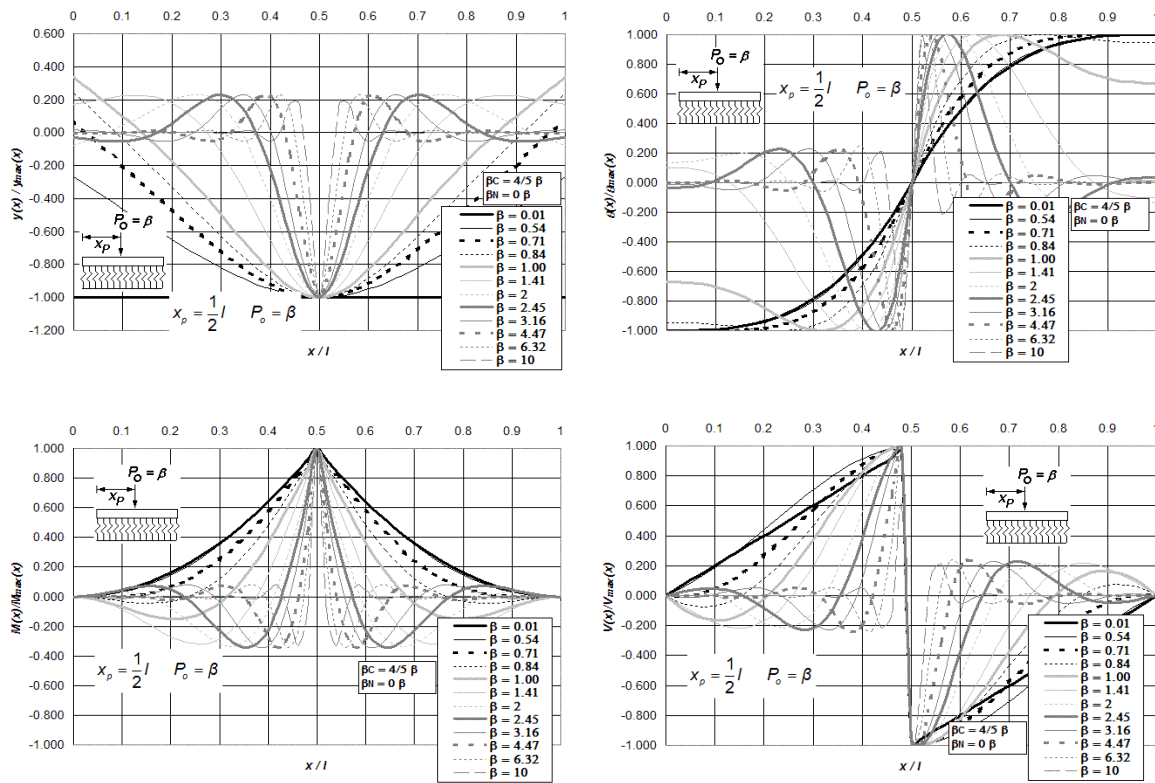 0 0.1 0.2 0.3 0.4 0.5 0.6 0.7 0.8 0.9 1
0.600
0.400
0.200
0.000
-0.200
-0.400
-0.600
-0.800
-1.000
-1.200
y(x) / ymax(x)
Po = β
xP
xp = 1/2 l Po = β
x / l
βC = 4/5 β
βN = 0 β
β = 0.01
β = 0.54
β = 0.71
β = 0.84
β = 1.00
β = 1.41
β = 2
β = 2.45
β = 3.16
β = 4.47
β = 6.32
β = 10
0 0.1 0.2 0.3 0.4 0.5 0.6 0.7 0.8 0.9 1
1.000
0.800
0.600
0.400
0.200
0.000
-0.200
-0.400
-0.600
-0.800
-1.000
Po = β
xP
xp = 1/2 l Po = β
x / l
βC = 4/5 β
βN = 0 β
β = 0.01
β = 0.54
β = 0.71
β = 0.84
β = 1.00
β = 1.41
β = 2
β = 2.45
β = 3.16
β = 4.47
β = 6.32
β = 10
0 0.1 0.2 0.3 0.4 0.5 0.6 0.7 0.8 0.9 1
1.000
0.800
0.600
0.400
0.200
0.000
-0.200
-0.400
-0.600
-0.800
-1.000
M(x)/Mmax(x)
Po = β
xP
xp = 1/2 l Po = β
x / l
βC = 4/5 β
βN = 0 β
β = 0.01
β = 0.54
β = 0.71
β = 0.84
β = 1.00
β = 1.41
β = 2
β = 2.45
β = 3.16
β = 4.47
β = 6.32
β = 10
0 0.1 0.2 0.3 0.4 0.5 0.6 0.7 0.8 0.9 1
1.000
0.800
0.600
0.400
0.200
0.000
-0.200
-0.400
-0.600
-0.800
-1.000
V(x)/Vmax(x)
Po = β
xP
xp = 1/2 l Po = β
x / l
βC = 4/5 β
βN = 0 β
β = 0.01
β = 0.54
β = 0.71
β = 0.84
β = 1.00
β = 1.41
β = 2
β = 2.45
β = 3.16
β = 4.47
β = 6.32
β = 10